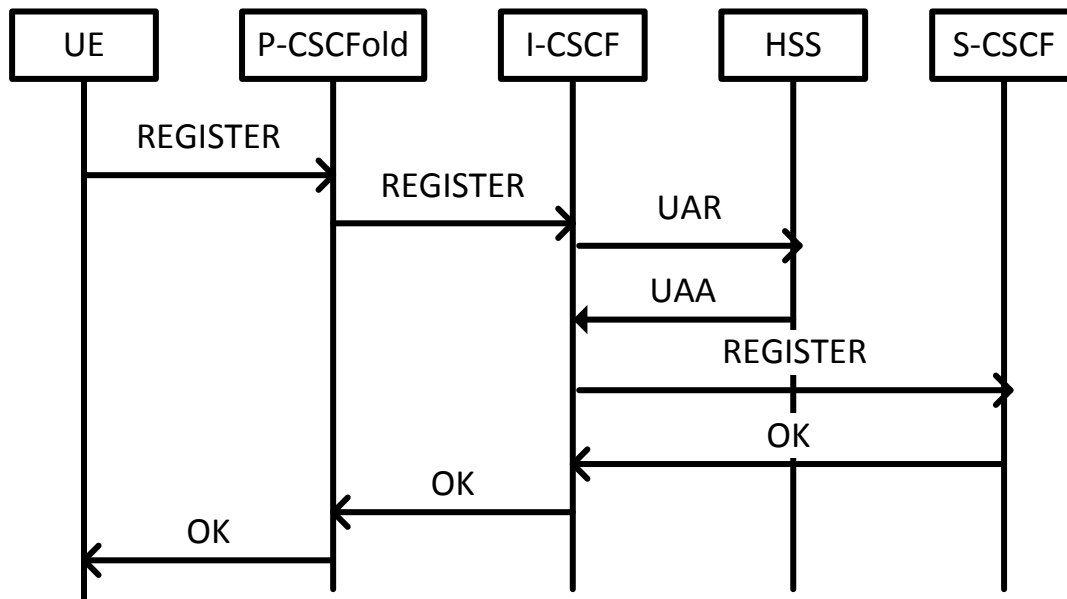 UE
P-CSCFold
I-CSCF
HSS
S-CSCF
REGISTER
REGISTER
UAR
UAA
REGISTER
OK
OK
OK